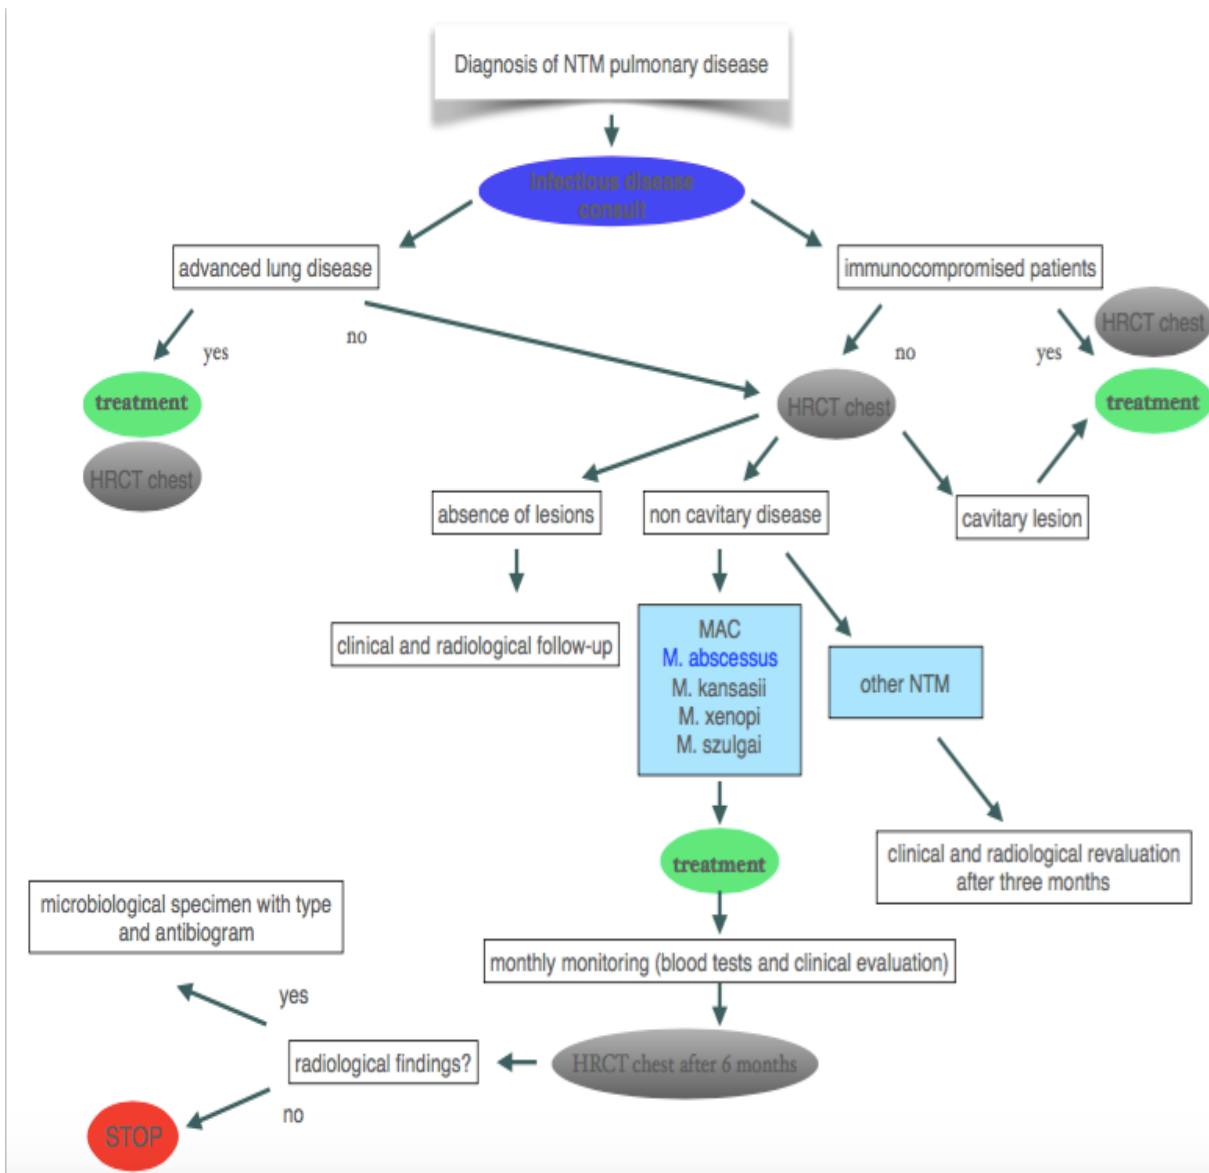 Diagnosis of NTM pulmonary disease
infectious disease
consult
advanced lung disease
immunocompromised patients
yes
no
no
yes
HRCT chest
treatment
HRCT chest
HRCT chest
treatment
absence of lesions
non cavitary disease
cavitary lesion
clinical and radiological follow-up
MAC
M. abscessus
M. kansasii
M. xenopi
M. szulgai
other NTM
treatment
clinical and radiological revaluation
after three months
microbiological specimen with type
and antibiogram
monthly monitoring (blood tests and clinical evaluation)
yes
radiological findings?
HRCT chest after 6 months
no
STOP